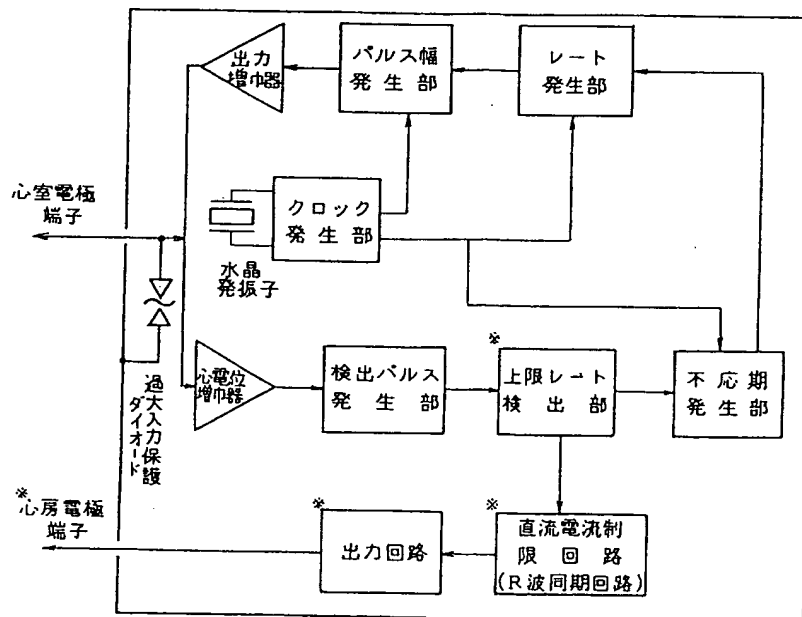 出力
増巾器
パルス幅
発生部
レート
発生部
心室電極
端子
クロック
発生部
水晶
発振子
過大入力保護
ダイオード
心電位
増巾器
検出パルス
発生部
※
上限レート
検出部
不応期
発生部
※
心房電極
端子
※
出力回路
※
直流電流制
限回路
(R波同期回路)